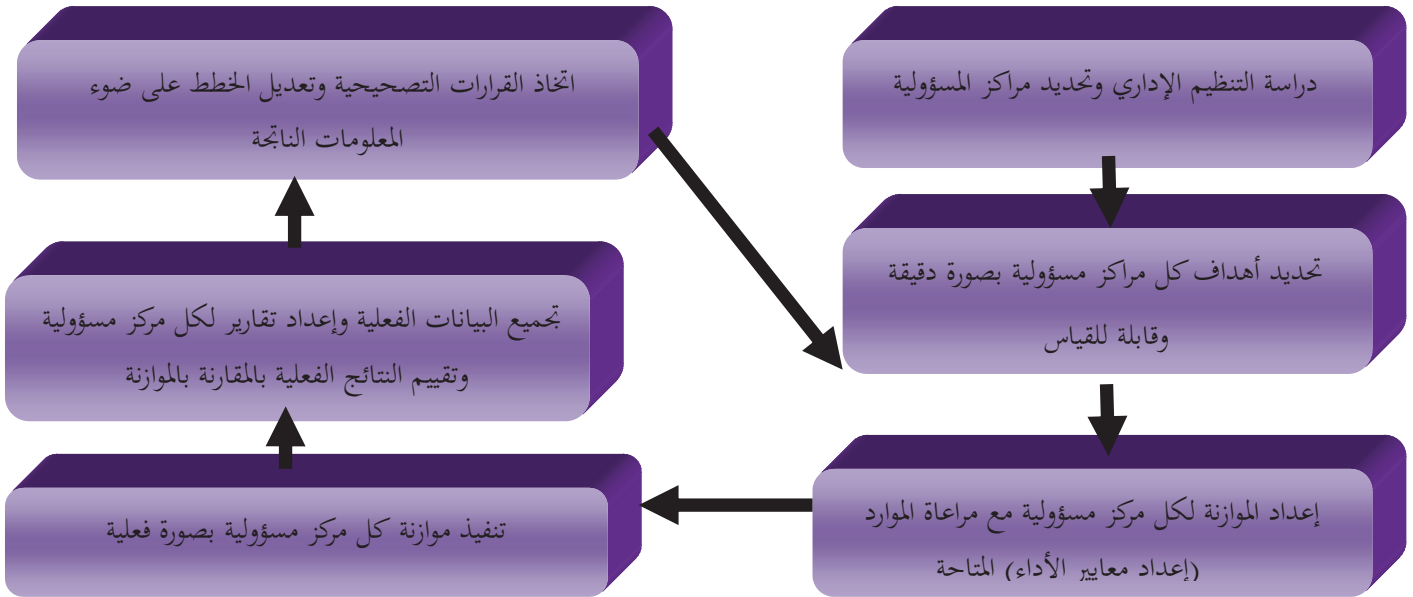 دراسة التنظيم الإداري وتحديد مراكز المسؤولية
تحديد أهداف كل مراكز مسؤولية بصورة دقيقة
وقابلة للقياس
إعداد الموازنة لكل مركز مسؤولية مع مراعاة الموارد
(إعداد معايير الأداء) المتاحة
تنفيذ موازنة كل مركز مسؤولية بصورة فعلية
تجميع البيانات الفعلية وإعداد تقارير لكل مركز مسؤولية
وتقييم النتائج الفعلية بالمقارنة بالموازنة
اتخاذ القرارات التصحيحية وتعديل الخطط على ضوء
المعلومات الناتجة